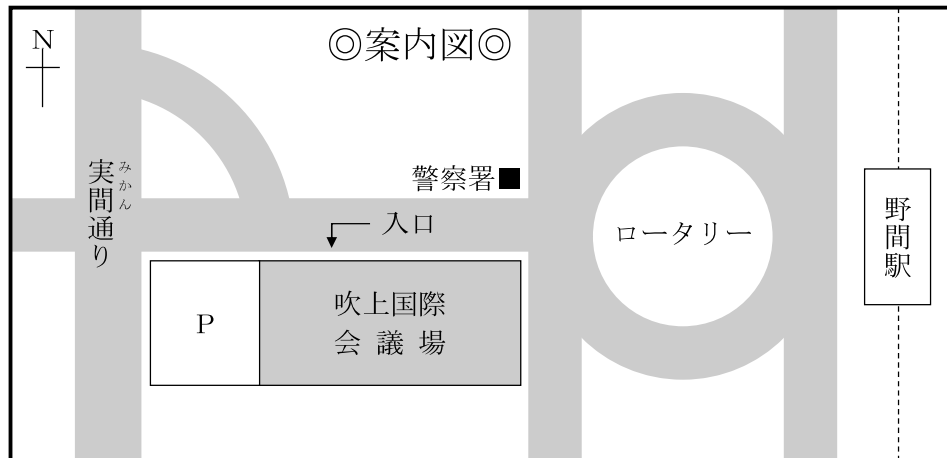 ◎案内図◎
N
実間通り
みかん
警察署■
入口
ロータリー
野間駅
P
吹上国際
会議場